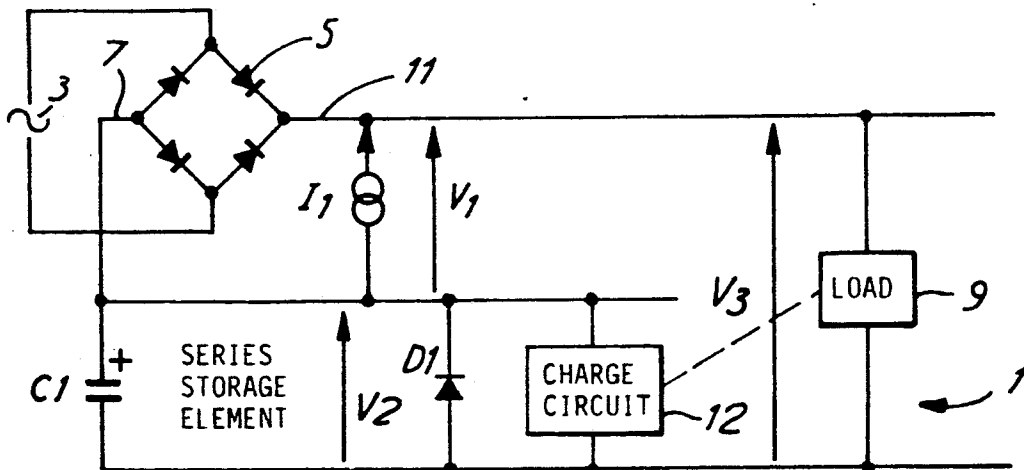 5
7
3
11
I1
V1
V3
LOAD
9
C1
+
SERIES
STORAGE
ELEMENT
V2
D1
CHARGE
CIRCUIT
12
1